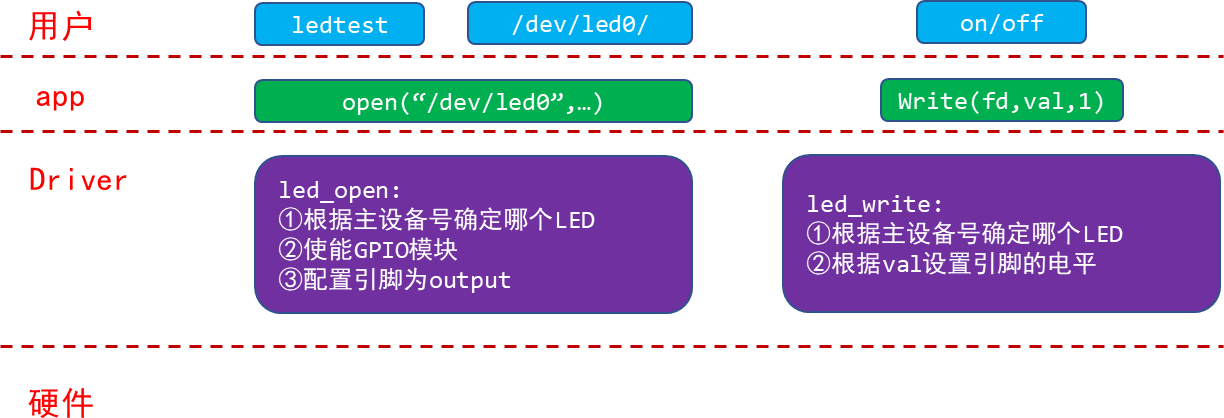 用户
ledtest
/dev/led0/
on/off
app
open(“/dev/led0”,…)
Write(fd,val,1)
Driver
led_open:
①根据主设备号确定哪个LED
②使能GPIO模块
③配置引脚为output
led_write:
①根据主设备号确定哪个LED
②根据val设置引脚的电平
硬件